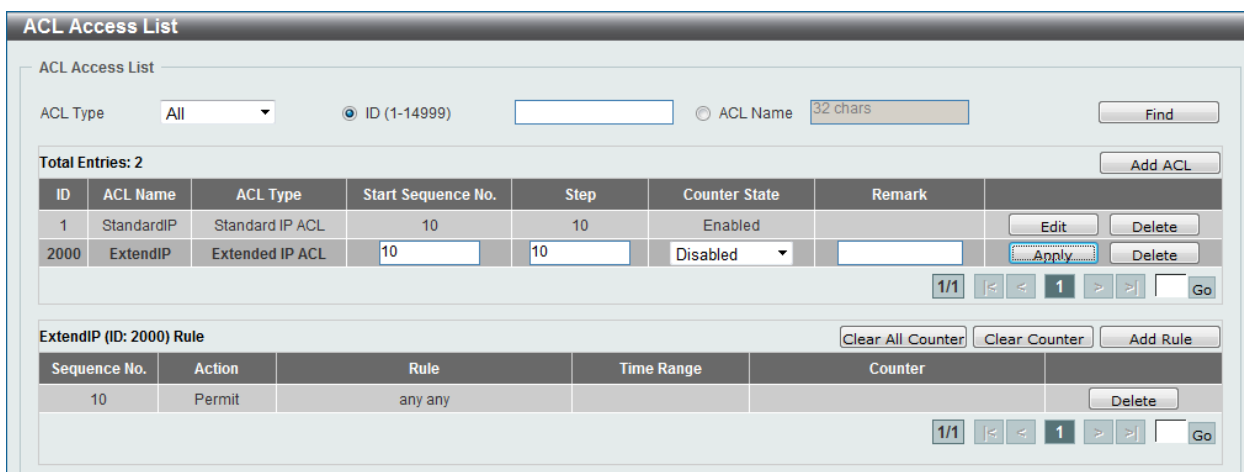 ACL Access List
ACL Access List
ACL Type All ID (1-14999) ACL Name 32 chars Find
Total Entries: 2 Add ACL
ID ACL Name ACL Type Start Sequence No. Step Counter State Remark
1 StandardIP Standard IP ACL 10 10 Enabled Edit Delete
2000 ExtendIP Extended IP ACL 10 10 Disabled Apply Delete
1/1 |< < 1 > >| Go
ExtendIP (ID: 2000) Rule Clear All Counter Clear Counter Add Rule
Sequence No. Action Rule Time Range Counter
10 Permit any any Delete
1/1 |< < 1 > >| Go